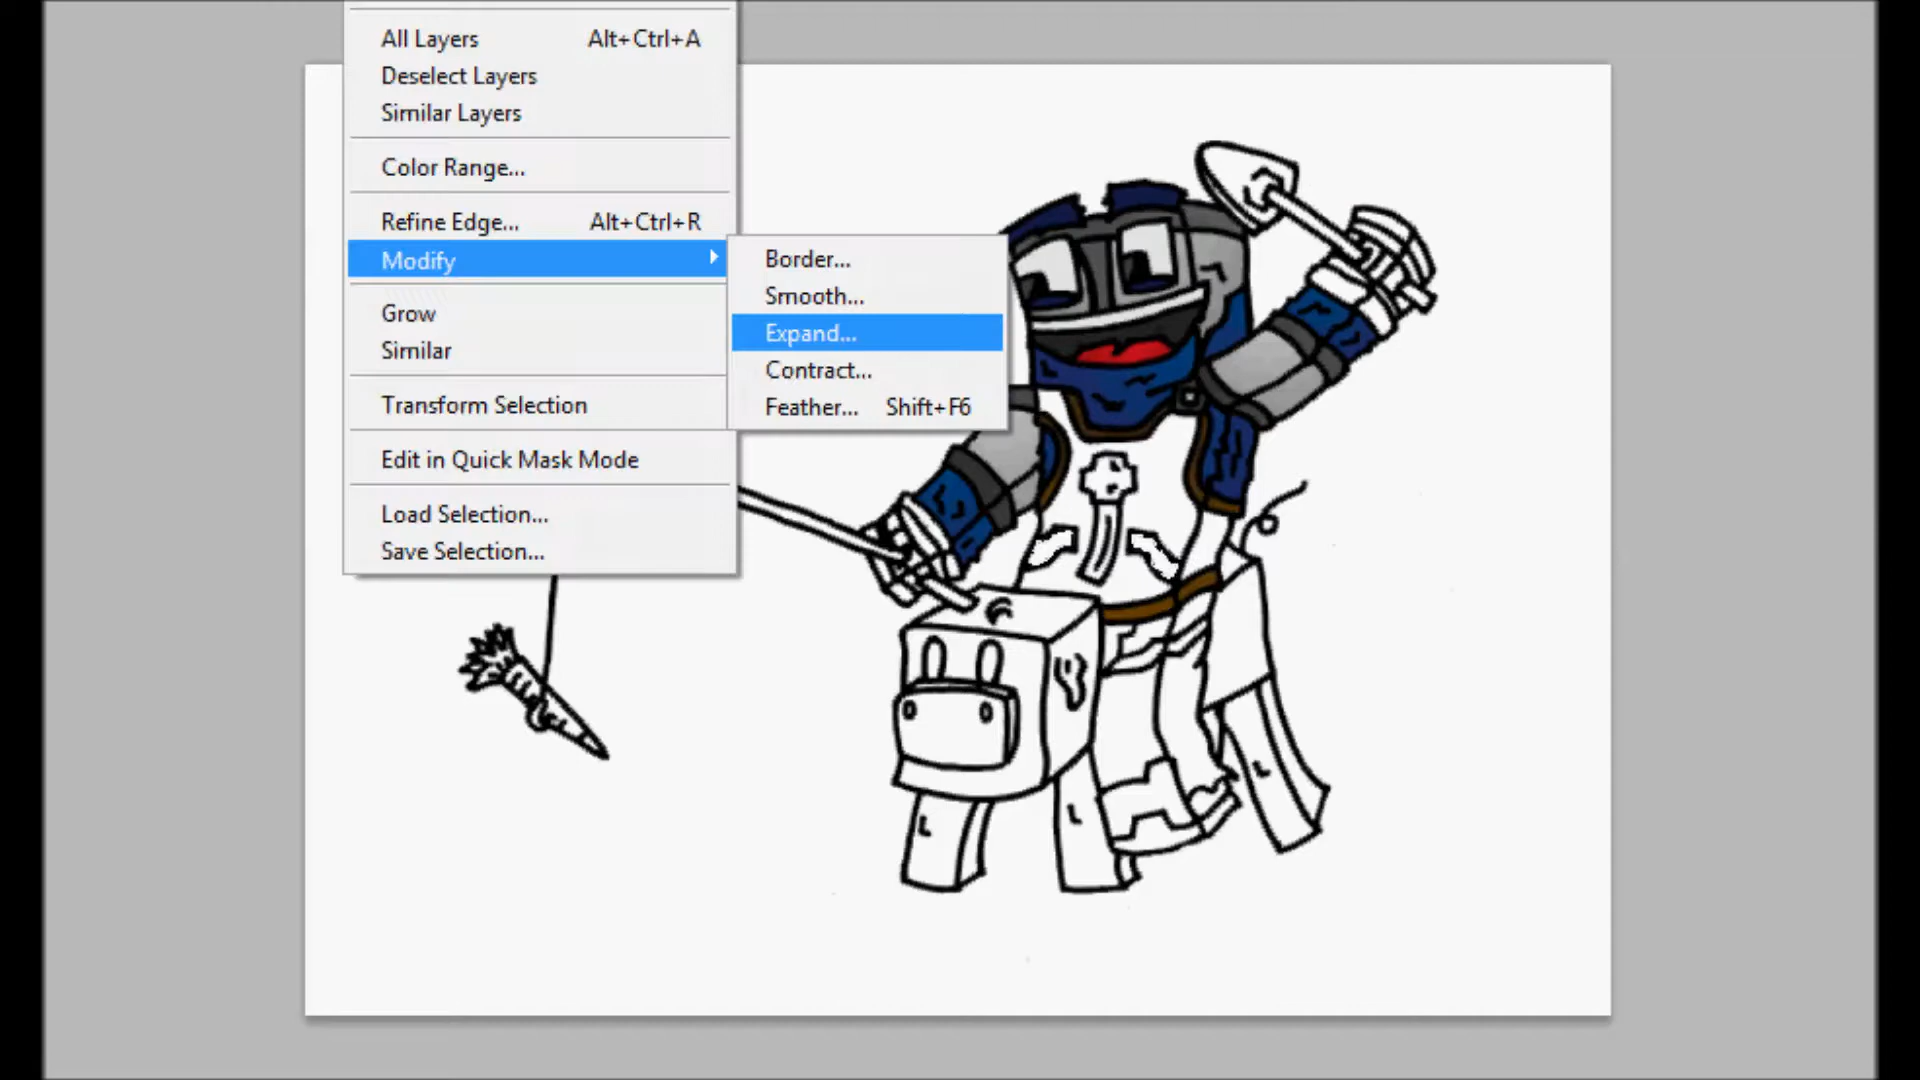 All Layers Alt+Ctrl+A
Deselect Layers
Similar Layers
Color Range...
Refine Edge... Alt+Ctrl+R
Modify
Grow
Similar
Transform Selection
Edit in Quick Mask Mode
Load Selection...
Save Selection...
Border...
Smooth...
Expand...
Contract...
Feather... Shift+F6